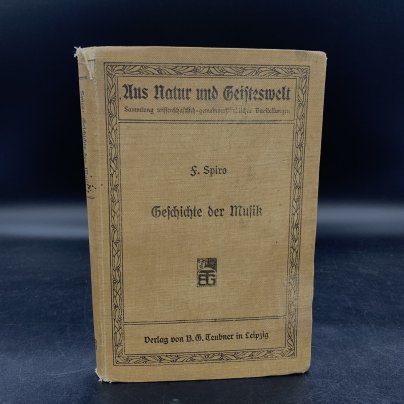 Aus Natur und Geisteswelt
Sammlung wissenschaftlich-gemeinverständlicher Darstellungen
F. Spiro
Geschichte der Musik
Verlag von B. G. Teubner in Leipzig